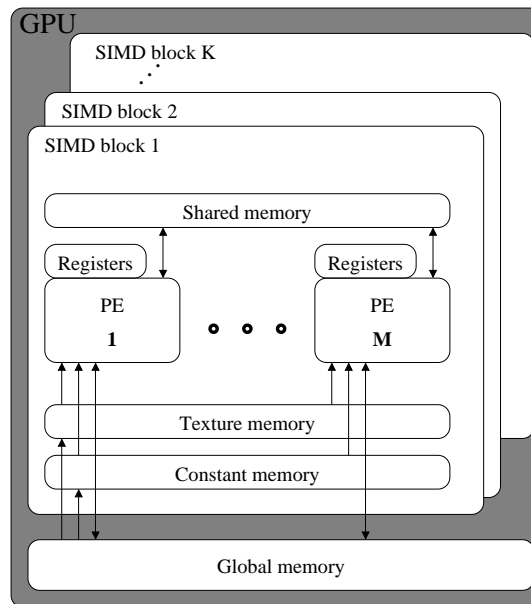 GPU
SIMD block K
SIMD block 2
SIMD block 1
Shared memory
Registers
Registers
PE
PE
1
M
Texture memory
Constant memory
Global memory